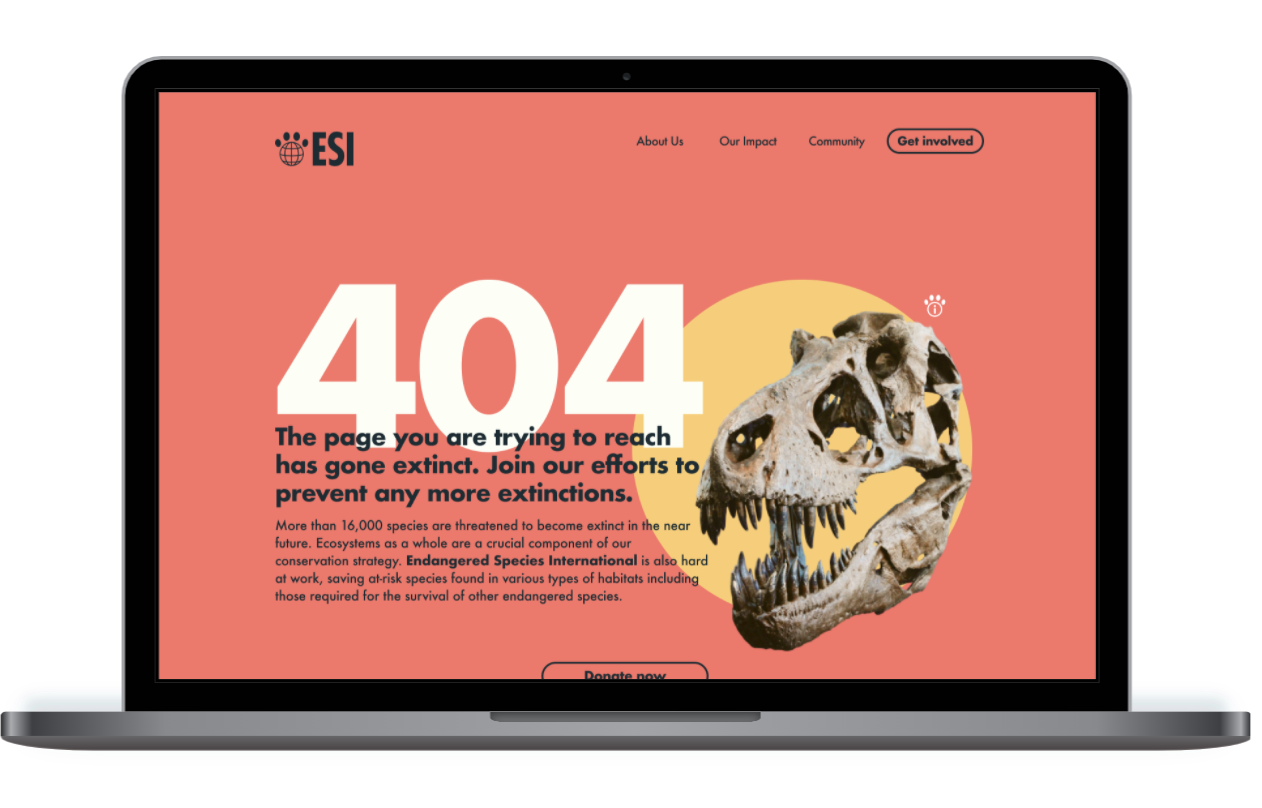 ESI
About Us
Our Impact
Community
Get involved
404
The page you are trying to reach
has gone extinct. Join our efforts to
prevent any more extinctions.
More than 16,000 species are threatened to become extinct in the near
future. Ecosystems as a whole are a crucial component of our
conservation strategy. Endangered Species International is also hard
at work, saving at-risk species found in various types of habitats including
those required for the survival of other endangered species.
Donate now